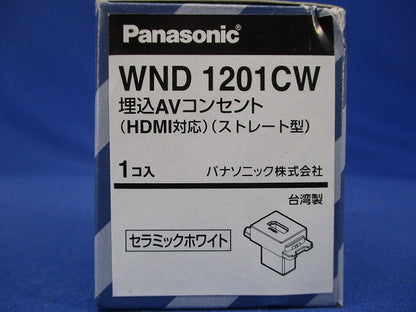 Panasonic®
WND 1201CW
埋込AVコンセント
(HDMI対応)(ストレート型)
1コ入 パナソニック株式会社
台湾製
セラミックホワイト